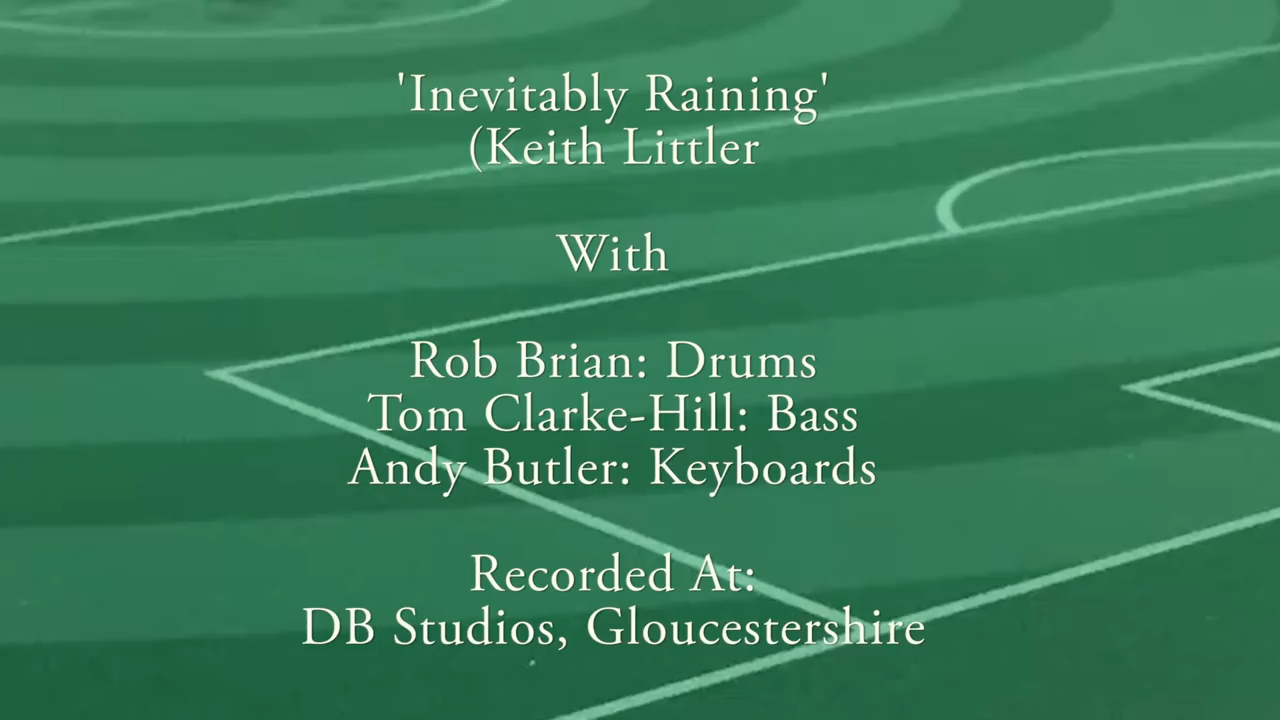 'Inevitably Raining'
(Keith Littler
With
Rob Brian: Drums
Tom Clarke-Hill: Bass
Andy Butler: Keyboards
Recorded At:
DB Studios, Gloucestershire